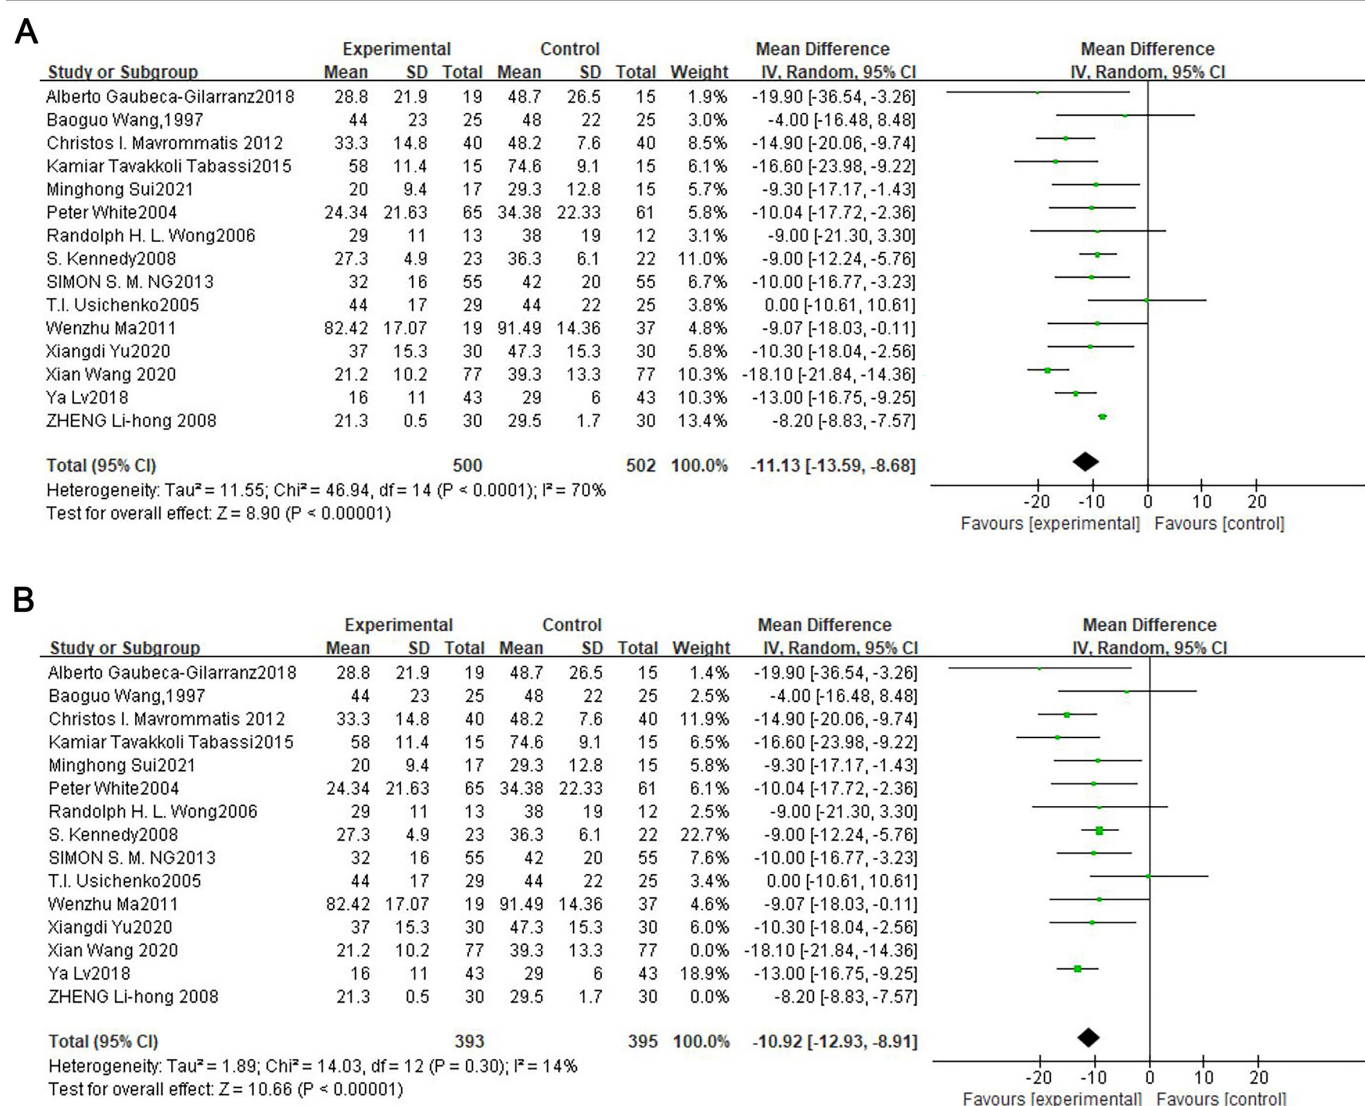 A
Experimental Control Mean Difference Mean Difference
Study or Subgroup Mean SD Total Mean SD Total Weight IV, Random, 95% CI IV, Random, 95% CI
Alberto Gaubeca-Gilarranz2018 28.8 21.9 19 48.7 26.5 15 1.9% -19.90 [-36.54, -3.26]
Baoguo Wang,1997 44 23 25 48 22 25 3.0% -4.00 [-16.48, 8.48]
Christos I. Mavrommatis 2012 33.3 14.8 40 48.2 7.6 40 8.5% -14.90 [-20.06, -9.74]
Kamiar Tavakkoli Tabassi2015 58 11.4 15 74.6 9.1 15 6.1% -16.60 [-23.98, -9.22]
Minghong Sui2021 20 9.4 17 29.3 12.8 15 5.7% -9.30 [-17.17, -1.43]
Peter White2004 24.34 21.63 65 34.38 22.33 61 5.8% -10.04 [-17.72, -2.36]
Randolph H. L. Wong2006 29 11 13 38 19 12 3.1% -9.00 [-21.30, 3.30]
S. Kennedy2008 27.3 4.9 23 36.3 6.1 22 11.0% -9.00 [-12.24, -5.76]
SIMON S. M. NG2013 32 16 55 42 20 55 6.7% -10.00 [-16.77, -3.23]
T.I. Usichenko2005 44 17 29 44 22 25 3.8% 0.00 [-10.61, 10.61]
Wenzhu Ma2011 82.42 17.07 19 91.49 14.36 37 4.8% -9.07 [-18.03, -0.11]
Xiangdi Yu2020 37 15.3 30 47.3 15.3 30 5.8% -10.30 [-18.04, -2.56]
Xian Wang 2020 21.2 10.2 77 39.3 13.3 77 10.3% -18.10 [-21.84, -14.36]
Ya Lv2018 16 11 43 29 6 43 10.3% -13.00 [-16.75, -9.25]
ZHENG Li-hong 2008 21.3 0.5 30 29.5 1.7 30 13.4% -8.20 [-8.83, -7.57]
Total (95% CI) 500 502 100.0% -11.13 [-13.59, -8.68]
Heterogeneity: Tau² = 11.55; Chi² = 46.94, df = 14 (P < 0.0001); I² = 70%
Test for overall effect: Z = 8.90 (P < 0.00001)
-20 -10 0 10 20
Favours [experimental] Favours [control]
B
Experimental Control Mean Difference Mean Difference
Study or Subgroup Mean SD Total Mean SD Total Weight IV, Random, 95% CI IV, Random, 95% CI
Alberto Gaubeca-Gilarranz2018 28.8 21.9 19 48.7 26.5 15 1.4% -19.90 [-36.54, -3.26]
Baoguo Wang,1997 44 23 25 48 22 25 2.5% -4.00 [-16.48, 8.48]
Christos I. Mavrommatis 2012 33.3 14.8 40 48.2 7.6 40 11.9% -14.90 [-20.06, -9.74]
Kamiar Tavakkoli Tabassi2015 58 11.4 15 74.6 9.1 15 6.5% -16.60 [-23.98, -9.22]
Minghong Sui2021 20 9.4 17 29.3 12.8 15 5.8% -9.30 [-17.17, -1.43]
Peter White2004 24.34 21.63 65 34.38 22.33 61 6.1% -10.04 [-17.72, -2.36]
Randolph H. L. Wong2006 29 11 13 38 19 12 2.5% -9.00 [-21.30, 3.30]
S. Kennedy2008 27.3 4.9 23 36.3 6.1 22 22.7% -9.00 [-12.24, -5.76]
SIMON S. M. NG2013 32 16 55 42 20 55 7.6% -10.00 [-16.77, -3.23]
T.I. Usichenko2005 44 17 29 44 22 25 3.4% 0.00 [-10.61, 10.61]
Wenzhu Ma2011 82.42 17.07 19 91.49 14.36 37 4.6% -9.07 [-18.03, -0.11]
Xiangdi Yu2020 37 15.3 30 47.3 15.3 30 6.0% -10.30 [-18.04, -2.56]
Xian Wang 2020 21.2 10.2 77 39.3 13.3 77 0.0% -18.10 [-21.84, -14.36]
Ya Lv2018 16 11 43 29 6 43 18.9% -13.00 [-16.75, -9.25]
ZHENG Li-hong 2008 21.3 0.5 30 29.5 1.7 30 0.0% -8.20 [-8.83, -7.57]
Total (95% CI) 393 395 100.0% -10.92 [-12.93, -8.91]
Heterogeneity: Tau² = 1.89; Chi² = 14.03, df = 12 (P = 0.30); I² = 14%
Test for overall effect: Z = 10.66 (P < 0.00001)
-20 -10 0 10 20
Favours [experimental] Favours [control]